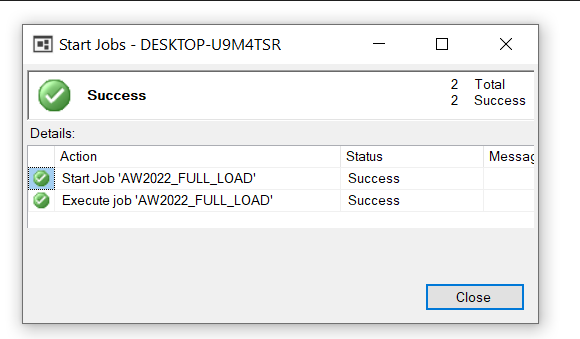 Start Jobs - DESKTOP-U9M4TSR
Success
2 Total
2 Success
Details:
Action Status Messag
Start Job 'AW2022_FULL_LOAD' Success
Execute job 'AW2022_FULL_LOAD' Success
Close